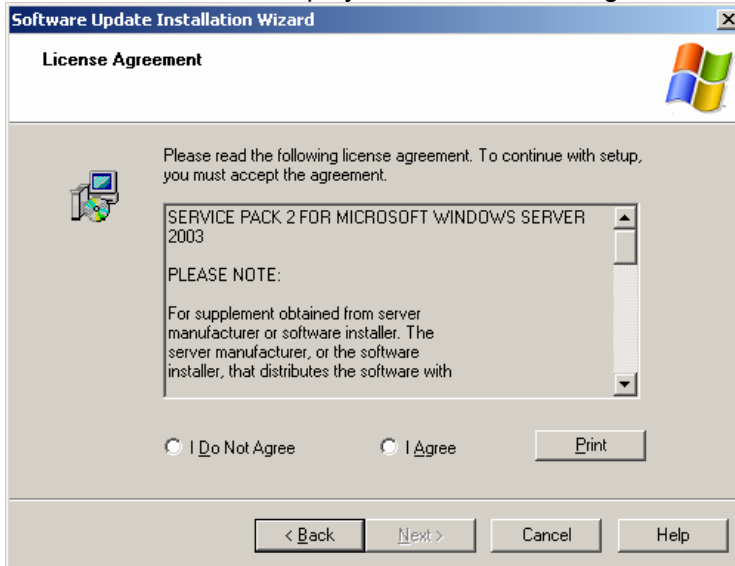 Software Update Installation Wizard
License Agreement
Please read the following license agreement. To continue with setup,
you must accept the agreement.
SERVICE PACK 2 FOR MICROSOFT WINDOWS SERVER
2003
PLEASE NOTE:
For supplement obtained from server
manufacturer or software installer. The
server manufacturer, or the software
installer, that distributes the software with
I Do Not Agree I Agree Print
< Back Next > Cancel Help